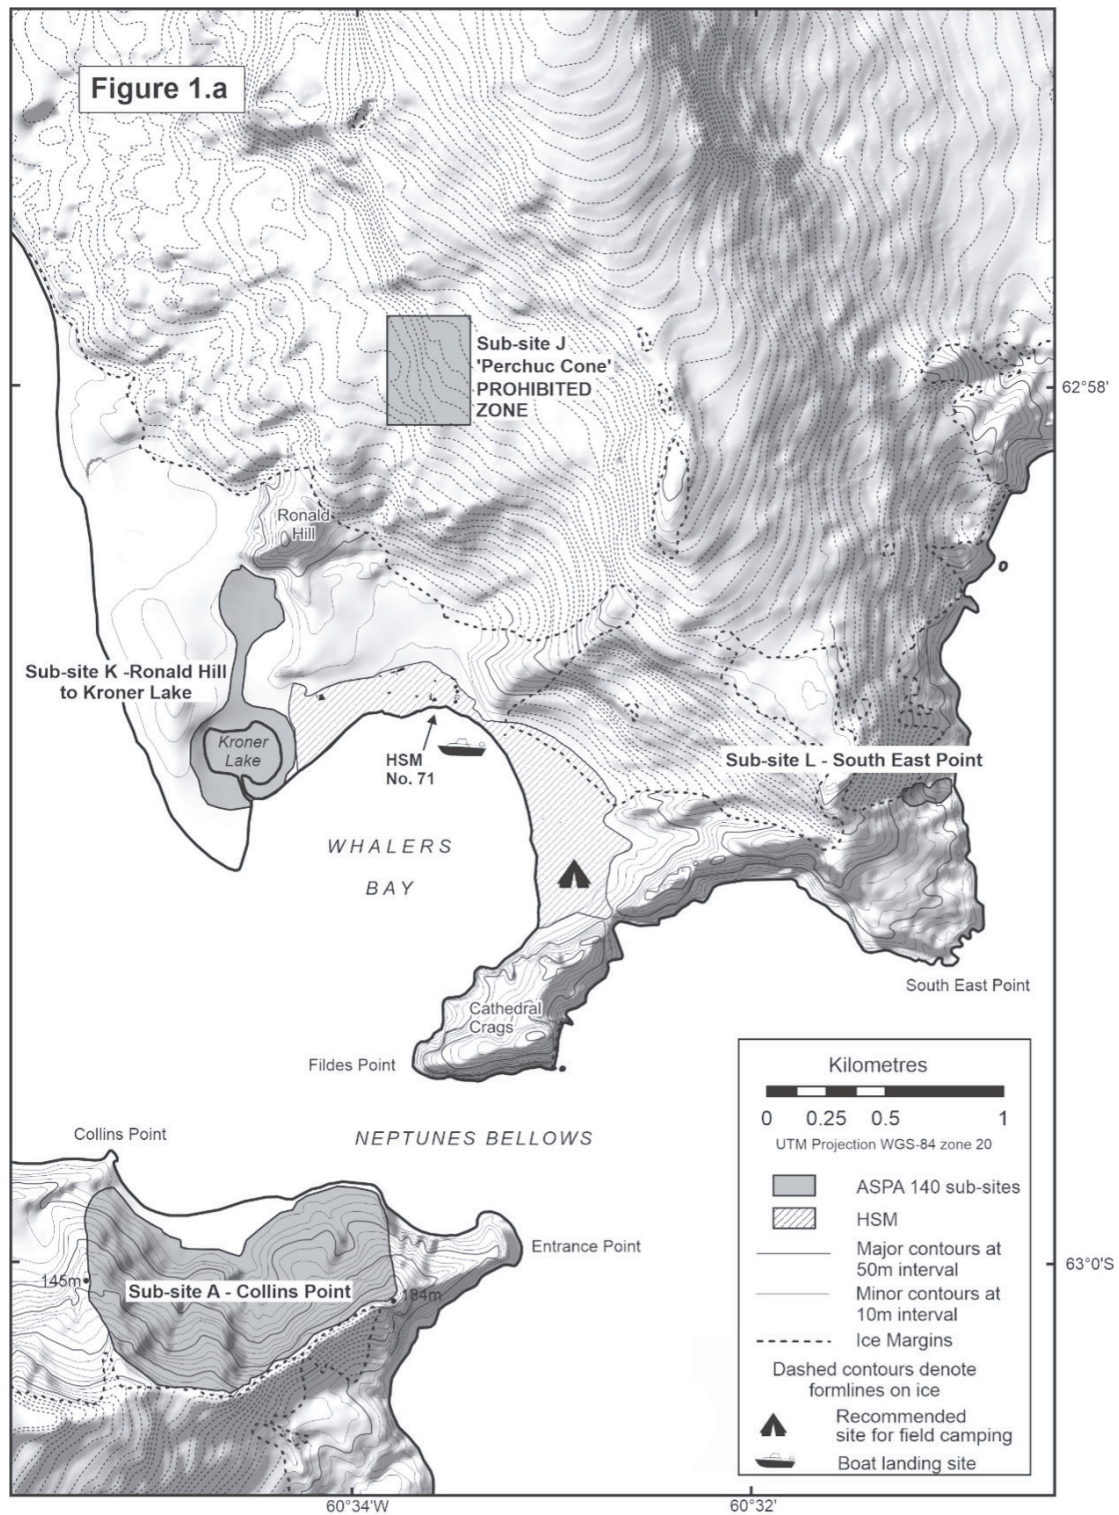 Figure 1.a
Sub-site J
'Perchuc Cone'
PROHIBITED
ZONE
62°58'
Ronald
Hill
Sub-site K -Ronald Hill
to Kroner Lake
Kroner
Lake
HSM
No. 71
Sub-site L - South East Point
WHALERS
BAY
South East Point
Cathedral
Crags
Fildes Point
Collins Point
NEPTUNES BELLOWS
Entrance Point
145m
Sub-site A - Collins Point
184m
63°0'S
Kilometres
0 0.25 0.5 1
UTM Projection WGS-84 zone 20
ASPA 140 sub-sites
HSM
Major contours at
50m interval
Minor contours at
10m interval
Ice Margins
Dashed contours denote
formlines on ice
Recommended
site for field camping
Boat landing site
60°34'W
60°32'